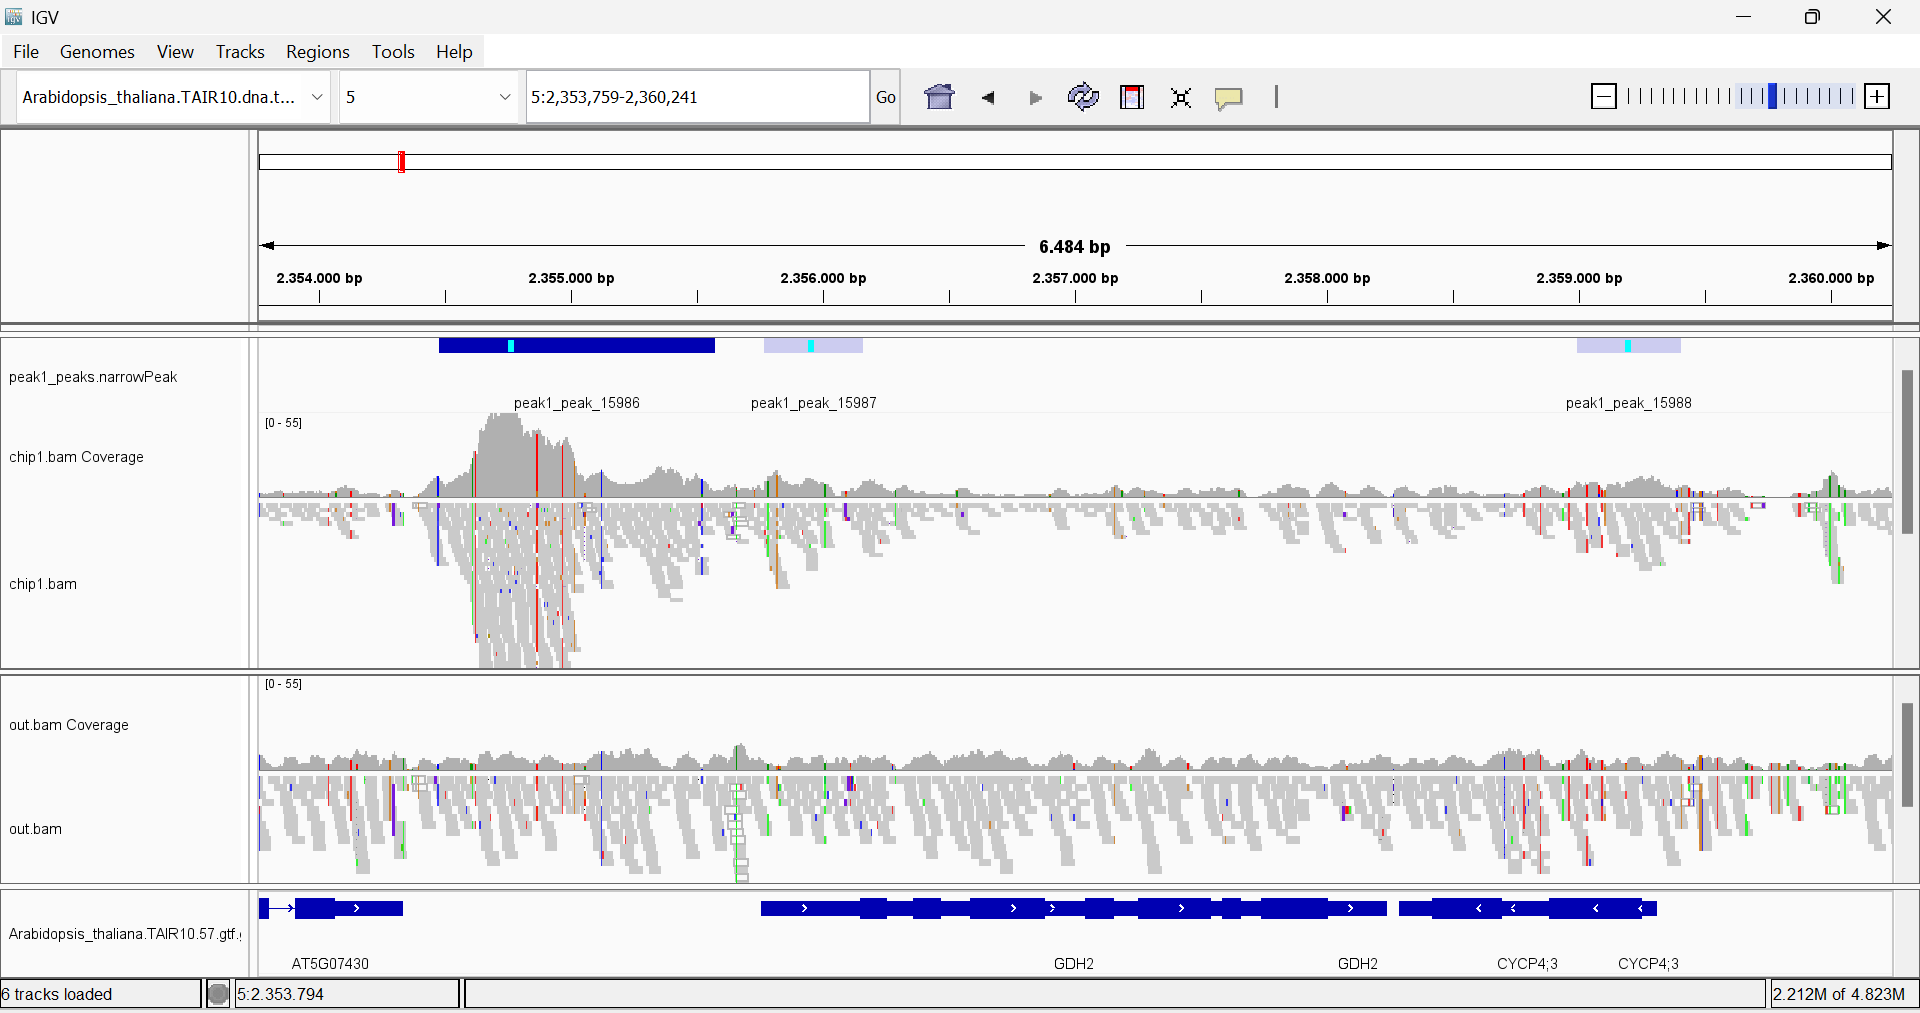 IGV
File Genomes View Tracks Regions Tools Help
Arabidopsis_thaliana.TAIR10.dna.t... 5 5:2,353,759-2,360,241 Go
6.484 bp
2.354.000 bp 2.355.000 bp 2.356.000 bp 2.357.000 bp 2.358.000 bp 2.359.000 bp 2.360.000 bp
peak1_peaks.narrowPeak
peak1_peak_15986 peak1_peak_15987 peak1_peak_15988
[0 - 55]
chip1.bam Coverage
chip1.bam
[0 - 55]
out.bam Coverage
out.bam
Arabidopsis_thaliana.TAIR10.57.gtf.
AT5G07430 GDH2 GDH2 CYCP4;3 CYCP4;3
6 tracks loaded 5:2.353.794 2.212M of 4.823M